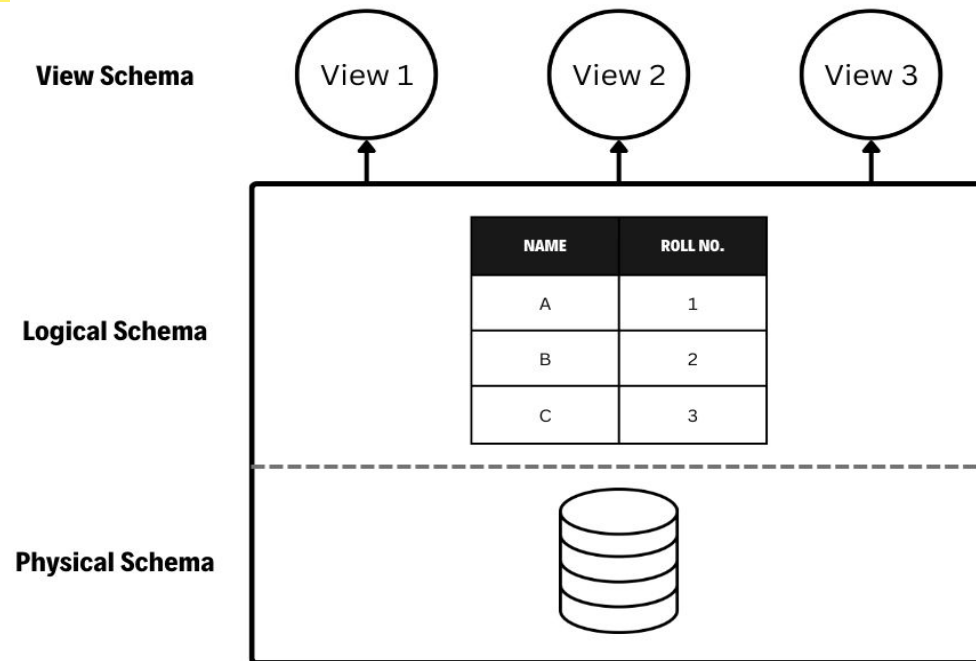 View Schema
View 1
View 2
View 3
Logical Schema
NAME ROLL NO.
A 1
B 2
C 3
Physical Schema